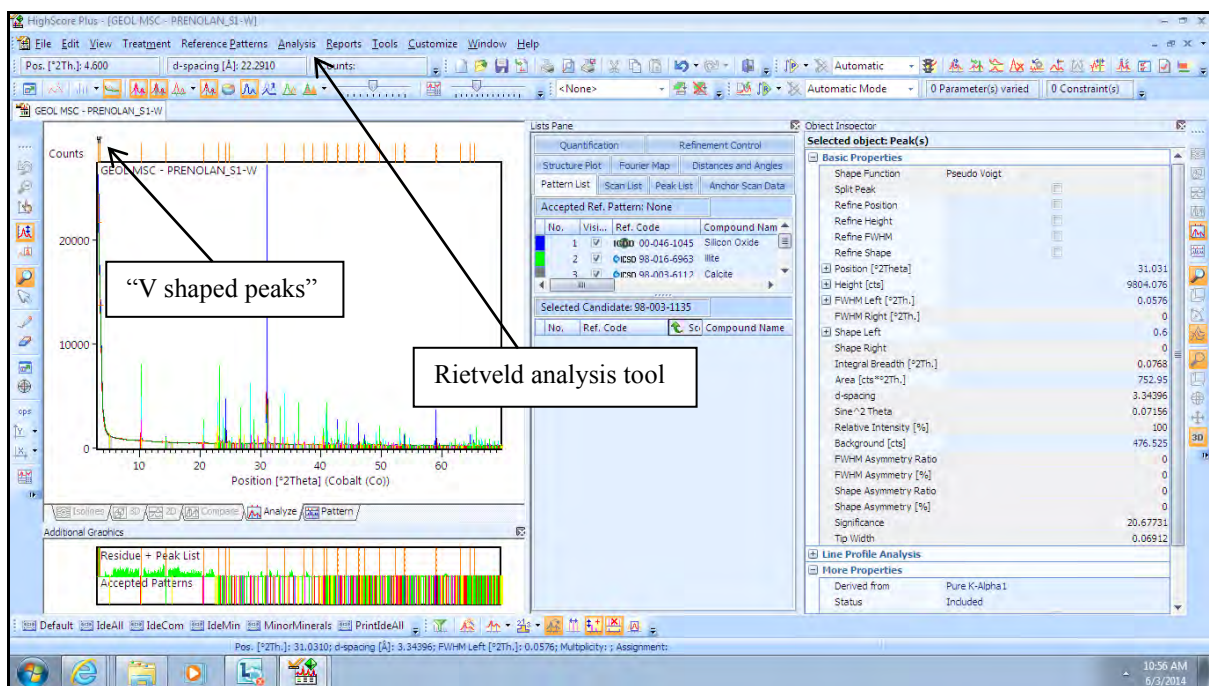 HighScore Plus - [GEOL MSC - PRENOLAN_S1-W]
File Edit View Treatment Reference Patterns Analysis Reports Tools Customize Window Help
Pos. [°2Th.]: 4.600 d-spacing [Å]: 22.2910 Counts: Automatic
<None> Automatic Mode 0 Parameter(s) varied 0 Constraint(s)
GEOL MSC - PRENOLAN_S1-W
Counts
GEOL MSC - PRENOLAN_S1-W
20000
10000
0
10 20 30 40 50 60
Position [°2Theta] (Cobalt (Co))
"V shaped peaks"
Rietveld analysis tool
Isolines 3D 2D Compare Analyze Pattern
Additional Graphics
Residue + Peak List
Accepted Patterns
Lists Pane
Quantification Refinement Control
Structure Plot Fourier Map Distances and Angles
Pattern List Scan List Peak List Anchor Scan Data
Accepted Ref. Pattern: None
No. Visi... Ref. Code Compound Nam
1 00-046-1045 Silicon Oxide
2 ICSD 98-016-6963 Illite
3 ICSD 98-003-6112 Calcite
Selected Candidate: 98-003-1135
No. Ref. Code Sc Compound Name
Object Inspector
Selected object: Peak(s)
Basic Properties
Shape Function Pseudo Voigt
Split Peak
Refine Position
Refine Height
Refine FWHM
Refine Shape
Position [°2Theta] 31.031
Height [cts] 9804.076
FWHM Left [°2Th.] 0.0576
FWHM Right [°2Th.] 0
Shape Left 0.6
Shape Right 0
Integral Breadth [°2Th.] 0.0768
Area [cts*°2Th.] 752.95
d-spacing 3.34396
Sine^2 Theta 0.07156
Relative Intensity [%] 100
Background [cts] 476.525
FWHM Asymmetry Ratio 0
FWHM Asymmetry [%] 0
Shape Asymmetry Ratio 0
Shape Asymmetry [%] 0
Significance 20.67731
Tip Width 0.06912
Line Profile Analysis
More Properties
Derived from Pure K-Alpha1
Status Included
ops
3D
Default IdeAll IdeCom IdeMin MinorMinerals PrintIdeAll
Pos. [°2Th.]: 31.0310; d-spacing [Å]: 3.34396; FWHM Left [°2Th.]: 0.0576; Multiplicity: ; Assignment:
10:56 AM
6/3/2014